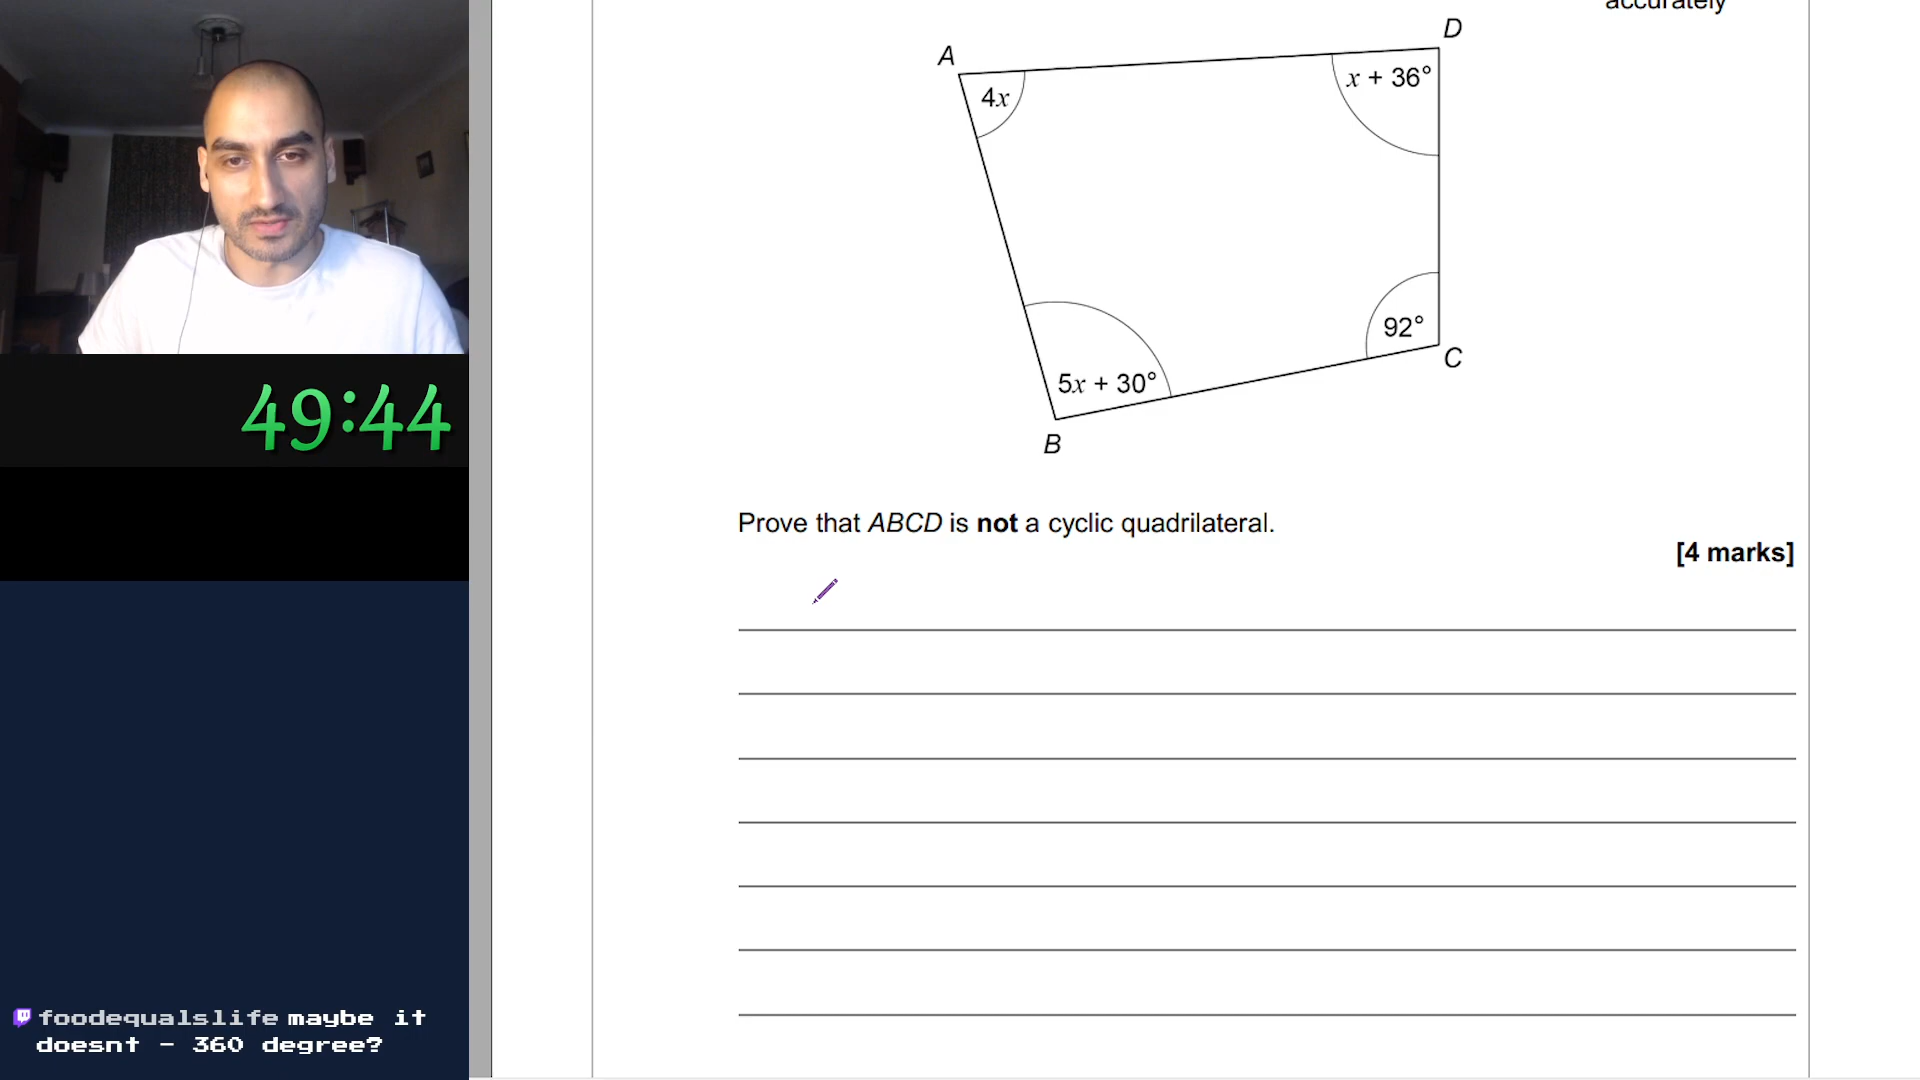 accurately
A
D
4x
x + 36°
92°
C
5x + 30°
B
49:44
Prove that ABCD is not a cyclic quadrilateral.
[4 marks]
foodequalslife maybe it
doesnt - 360 degree?